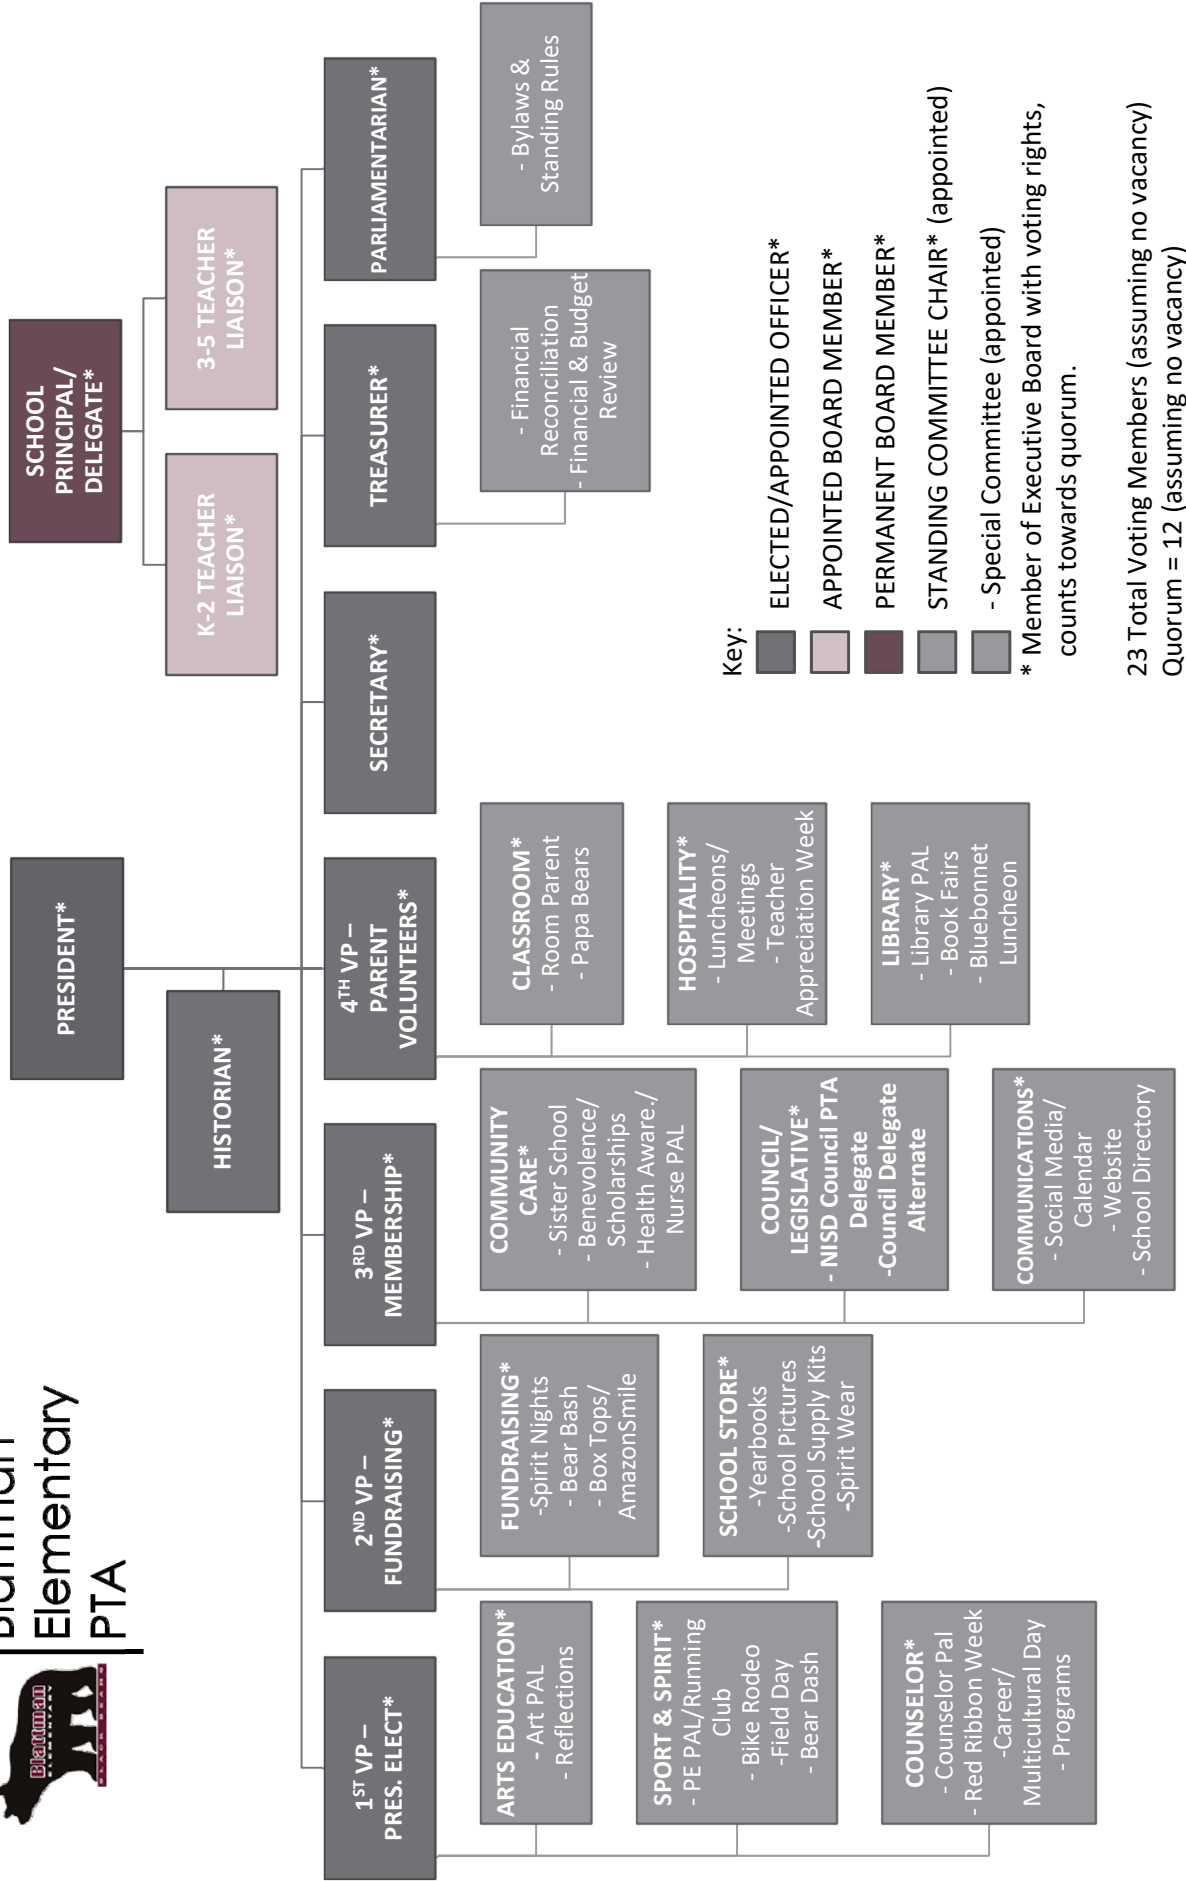 Elementary
PTA
Blattman
ELEMENTARY
BLACK BEARS
PRESIDENT*
HISTORIAN*
SCHOOL
PRINCIPAL/
DELEGATE*
K-2 TEACHER
LIAISON*
3-5 TEACHER
LIAISON*
1ST VP –
PRES. ELECT*
2ND VP –
FUNDRAISING*
3RD VP –
MEMBERSHIP*
4TH VP –
PARENT
VOLUNTEERS*
SECRETARY*
TREASURER*
PARLIAMENTARIAN*
ARTS EDUCATION*
- Art PAL
- Reflections
SPORT & SPIRIT*
- PE PAL/Running
Club
- Bike Rodeo
-Field Day
- Bear Dash
COUNSELOR*
- Counselor Pal
- Red Ribbon Week
-Career/
Multicultural Day
- Programs
FUNDRAISING*
-Spirit Nights
- Bear Bash
- Box Tops/
AmazonSmile
SCHOOL STORE*
-Yearbooks
-School Pictures
-School Supply Kits
-Spirit Wear
COMMUNITY
CARE*
- Sister School
- Benevolence/
Scholarships
- Health Aware./
Nurse PAL
COUNCIL/
LEGISLATIVE*
- NISD Council PTA
Delegate
-Council Delegate
Alternate
COMMUNICATIONS*
- Social Media/
Calendar
- Website
- School Directory
CLASSROOM*
- Room Parent
- Papa Bears
HOSPITALITY*
- Luncheons/
Meetings
- Teacher
Appreciation Week
LIBRARY*
- Library PAL
- Book Fairs
- Bluebonnet
Luncheon
- Financial
Reconciliation
- Financial & Budget
Review
- Bylaws &
Standing Rules
Key:
ELECTED/APPOINTED OFFICER*
APPOINTED BOARD MEMBER*
PERMANENT BOARD MEMBER*
STANDING COMMITTEE CHAIR* (appointed)
- Special Committee (appointed)
* Member of Executive Board with voting rights,
counts towards quorum.
23 Total Voting Members (assuming no vacancy)
Quorum = 12 (assuming no vacancy)